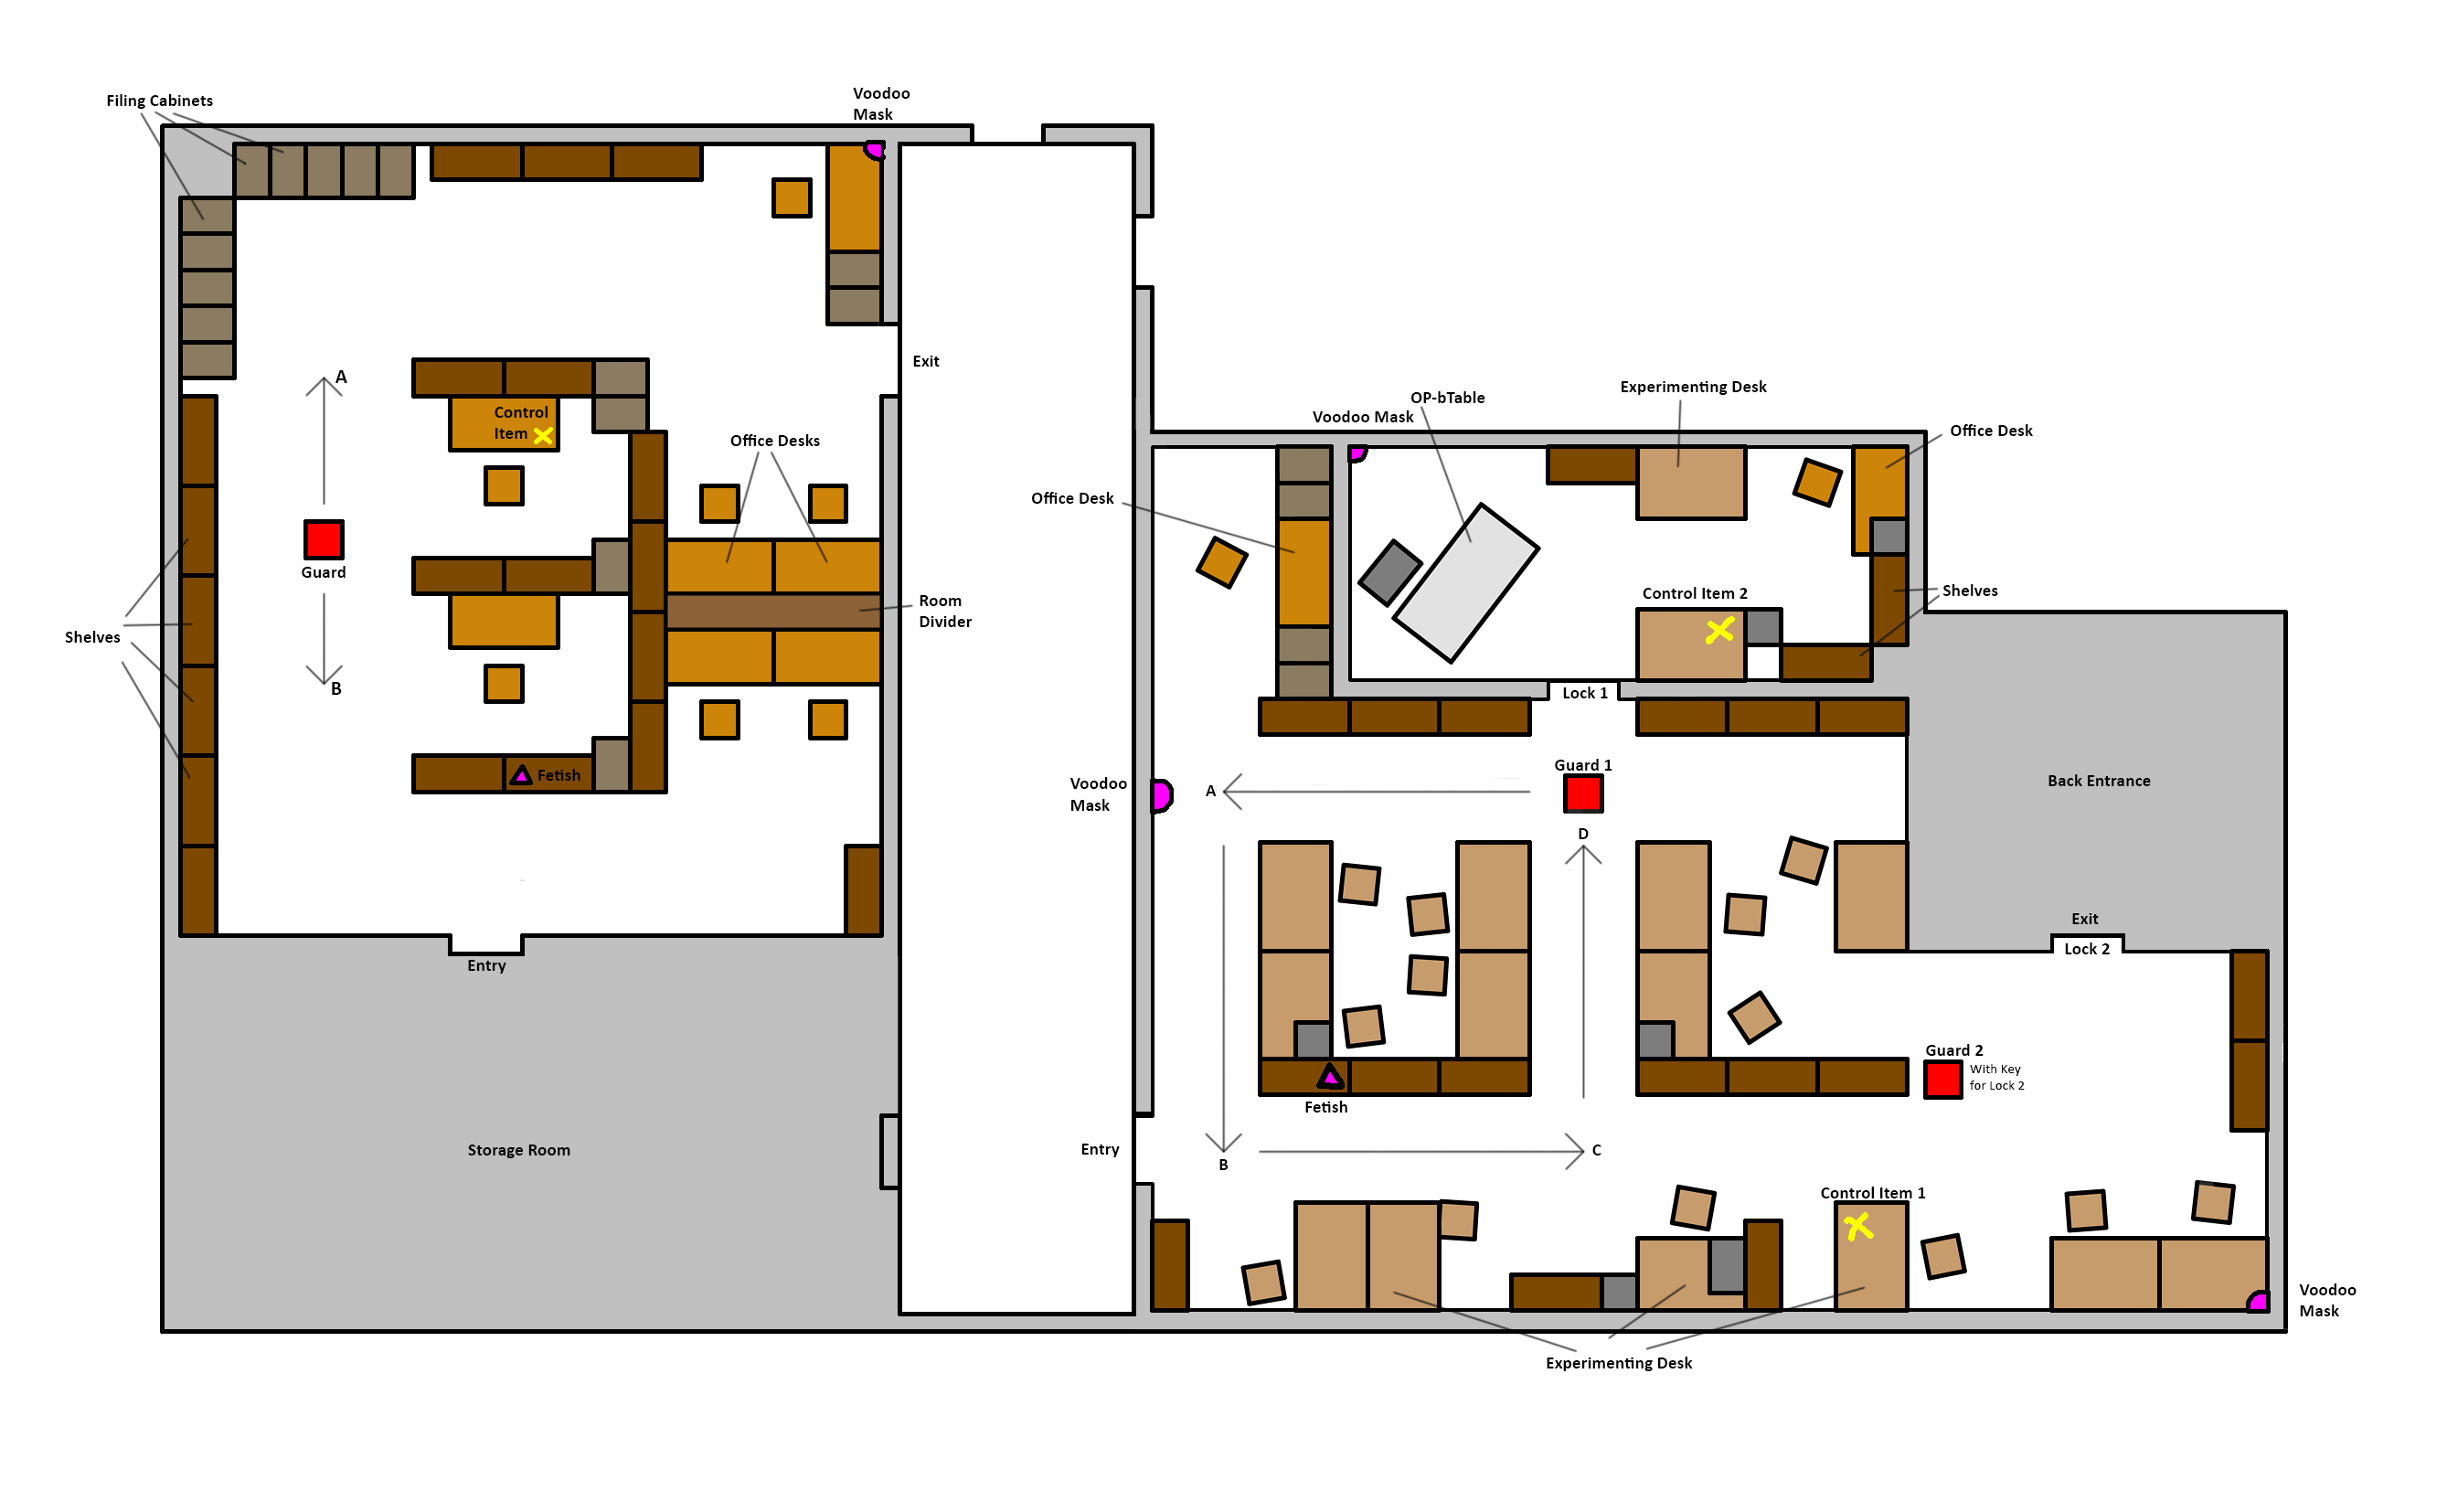 Filing Cabinets
Voodoo
Mask
A
Control
Item
Guard
B
Shelves
Office Desks
Exit
Room
Divider
Fetish
Entry
Storage Room
Experimenting Desk
OP-bTable
Voodoo Mask
Office Desk
Office Desk
Control Item 2
Shelves
Lock 1
Guard 1
Voodoo
Mask
A
D
Back Entrance
Exit
Lock 2
Guard 2
With Key
for Lock 2
Fetish
Entry
B
C
Control Item 1
Voodoo
Mask
Experimenting Desk